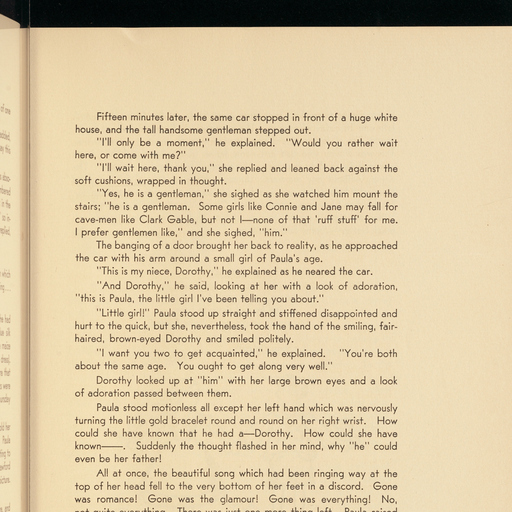 Fifteen minutes later, the same car stopped in front of a huge white
house, and the tall handsome gentleman stepped out.
"I'll only be a moment," he explained. "Would you rather wait
here, or come with me?"
"I'll wait here, thank you," she replied and leaned back against the
soft cushions, wrapped in thought.
"Yes, he is a gentleman," she sighed as she watched him mount the
stairs; "he is a gentleman. Some girls like Connie and Jane may fall for
cave-men like Clark Gable, but not I—none of that 'ruff stuff' for me.
I prefer gentlemen like," and she sighed, "him."
The banging of a door brought her back to reality, as he approached
the car with his arm around a small girl of Paula's age.
"This is my niece, Dorothy," he explained as he neared the car.
"And Dorothy," he said, looking at her with a look of adoration,
"this is Paula, the little girl I've been telling you about."
"Little girl!" Paula stood up straight and stiffened disappointed and
hurt to the quick, but she, nevertheless, took the hand of the smiling, fair-
haired, brown-eyed Dorothy and smiled politely.
"I want you two to get acquainted," he explained. "You're both
about the same age. You ought to get along very well."
Dorothy looked up at "him" with her large brown eyes and a look
of adoration passed between them.
Paula stood motionless all except her left hand which was nervously
turning the little gold bracelet round and round on her right wrist. How
could she have known that he had a—Dorothy. How could she have
known——. Suddenly the thought flashed in her mind, why "he" could
even be her father!
All at once, the beautiful song which had been ringing way at the
top of her head fell to the very bottom of her feet in a discord. Gone
was romance! Gone was the glamour! Gone was everything! No,
not quite everything. There was just one more thing left. Paula raised